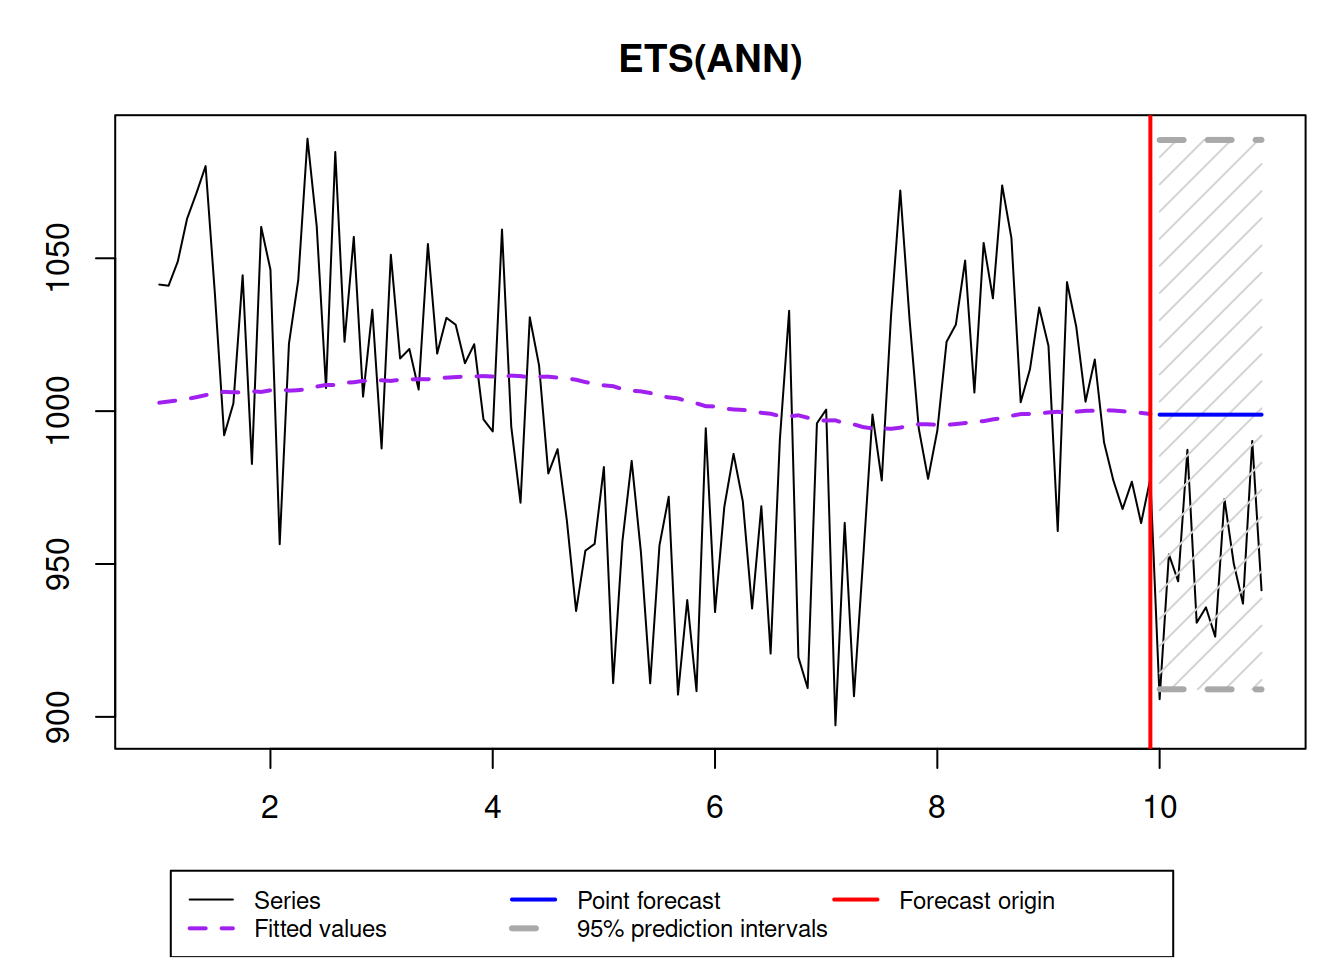 ETS(ANN)
1050
1000
950
900
2 4 6 8 10
Series Point forecast Forecast origin
Fitted values 95% prediction intervals